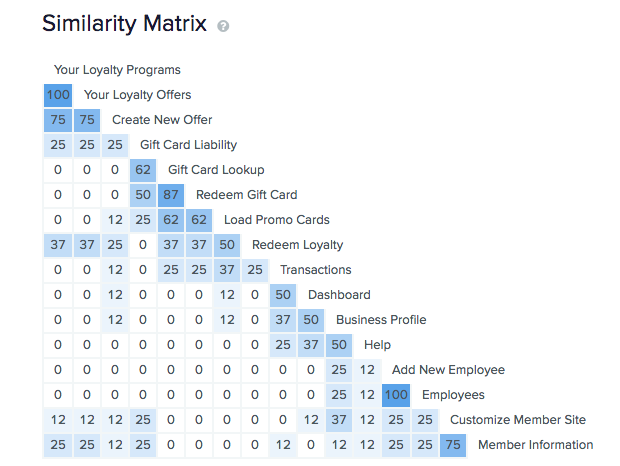 Similarity Matrix ?
Your Loyalty Programs
100 Your Loyalty Offers
75 75 Create New Offer
25 25 25 Gift Card Liability
0 0 0 62 Gift Card Lookup
0 0 0 50 87 Redeem Gift Card
0 0 12 25 62 62 Load Promo Cards
37 37 25 0 37 37 50 Redeem Loyalty
0 0 12 0 25 25 37 25 Transactions
0 0 12 0 0 0 12 0 50 Dashboard
0 0 12 0 0 0 12 0 37 50 Business Profile
0 0 0 0 0 0 0 0 25 37 50 Help
0 0 0 0 0 0 0 0 0 0 25 12 Add New Employee
0 0 0 0 0 0 0 0 0 0 25 12 100 Employees
12 12 12 25 0 0 0 0 0 12 37 12 25 25 Customize Member Site
25 25 12 25 0 0 0 0 12 0 12 12 25 25 75 Member Information